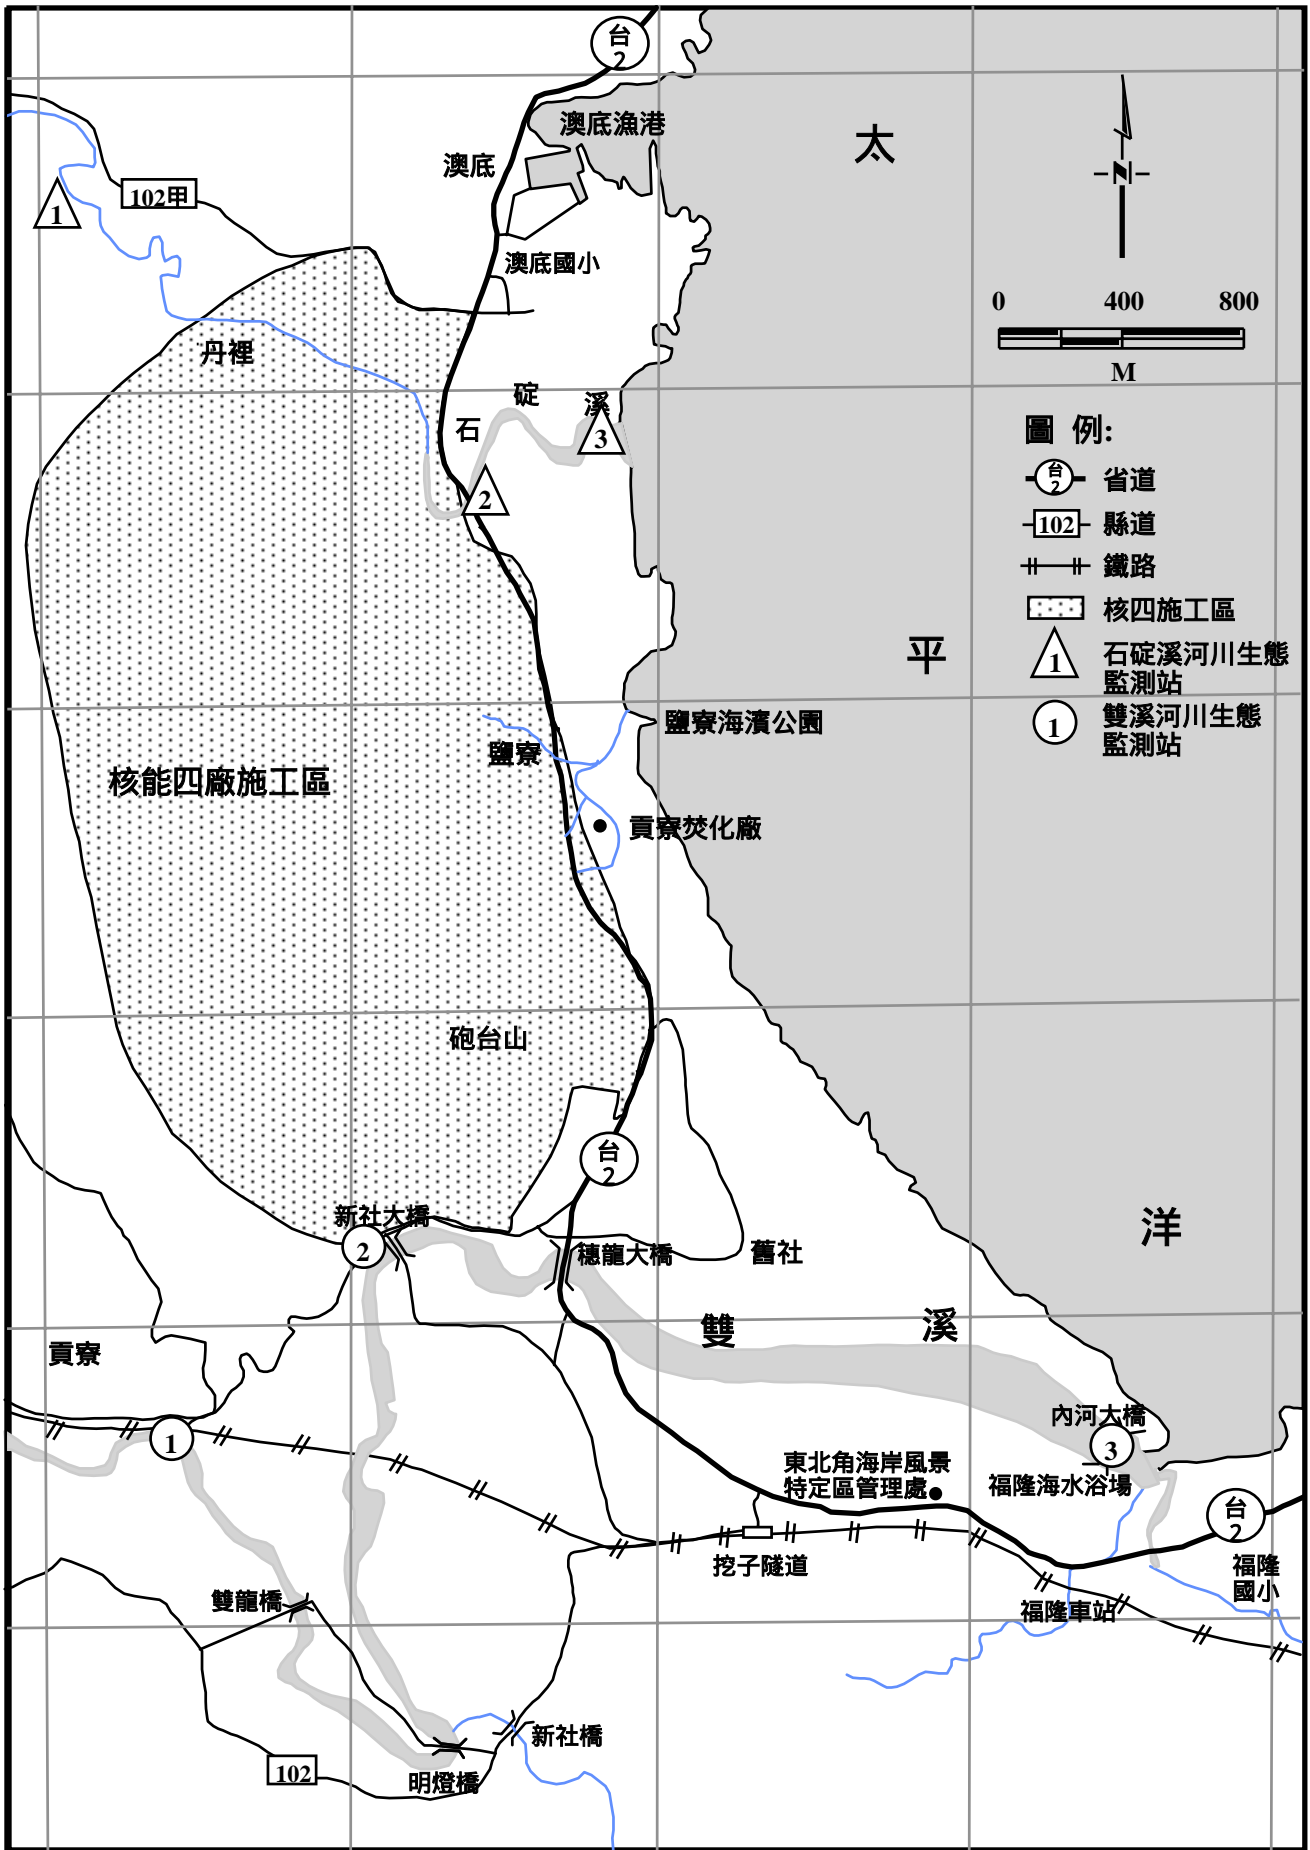 台
2
澳底漁港
太
澳底
102甲
1
N
澳底國小
0 400 800
M
丹裡
碇
溪
石
3
2
圖 例:
台
2
省道
102
縣道
鐵路
核四施工區
1
石碇溪河川生態
監測站
1
雙溪河川生態
監測站
平
鹽寮海濱公園
鹽寮
核能四廠施工區
貢寮焚化廠
砲台山
台
2
新社大橋
2
穗龍大橋
舊社
洋
雙
溪
貢寮
1
內河大橋
3
東北角海岸風景
特定區管理處
福隆海水浴場
台
2
挖子隧道
福隆
國小
雙龍橋
福隆車站
新社橋
102
明燈橋